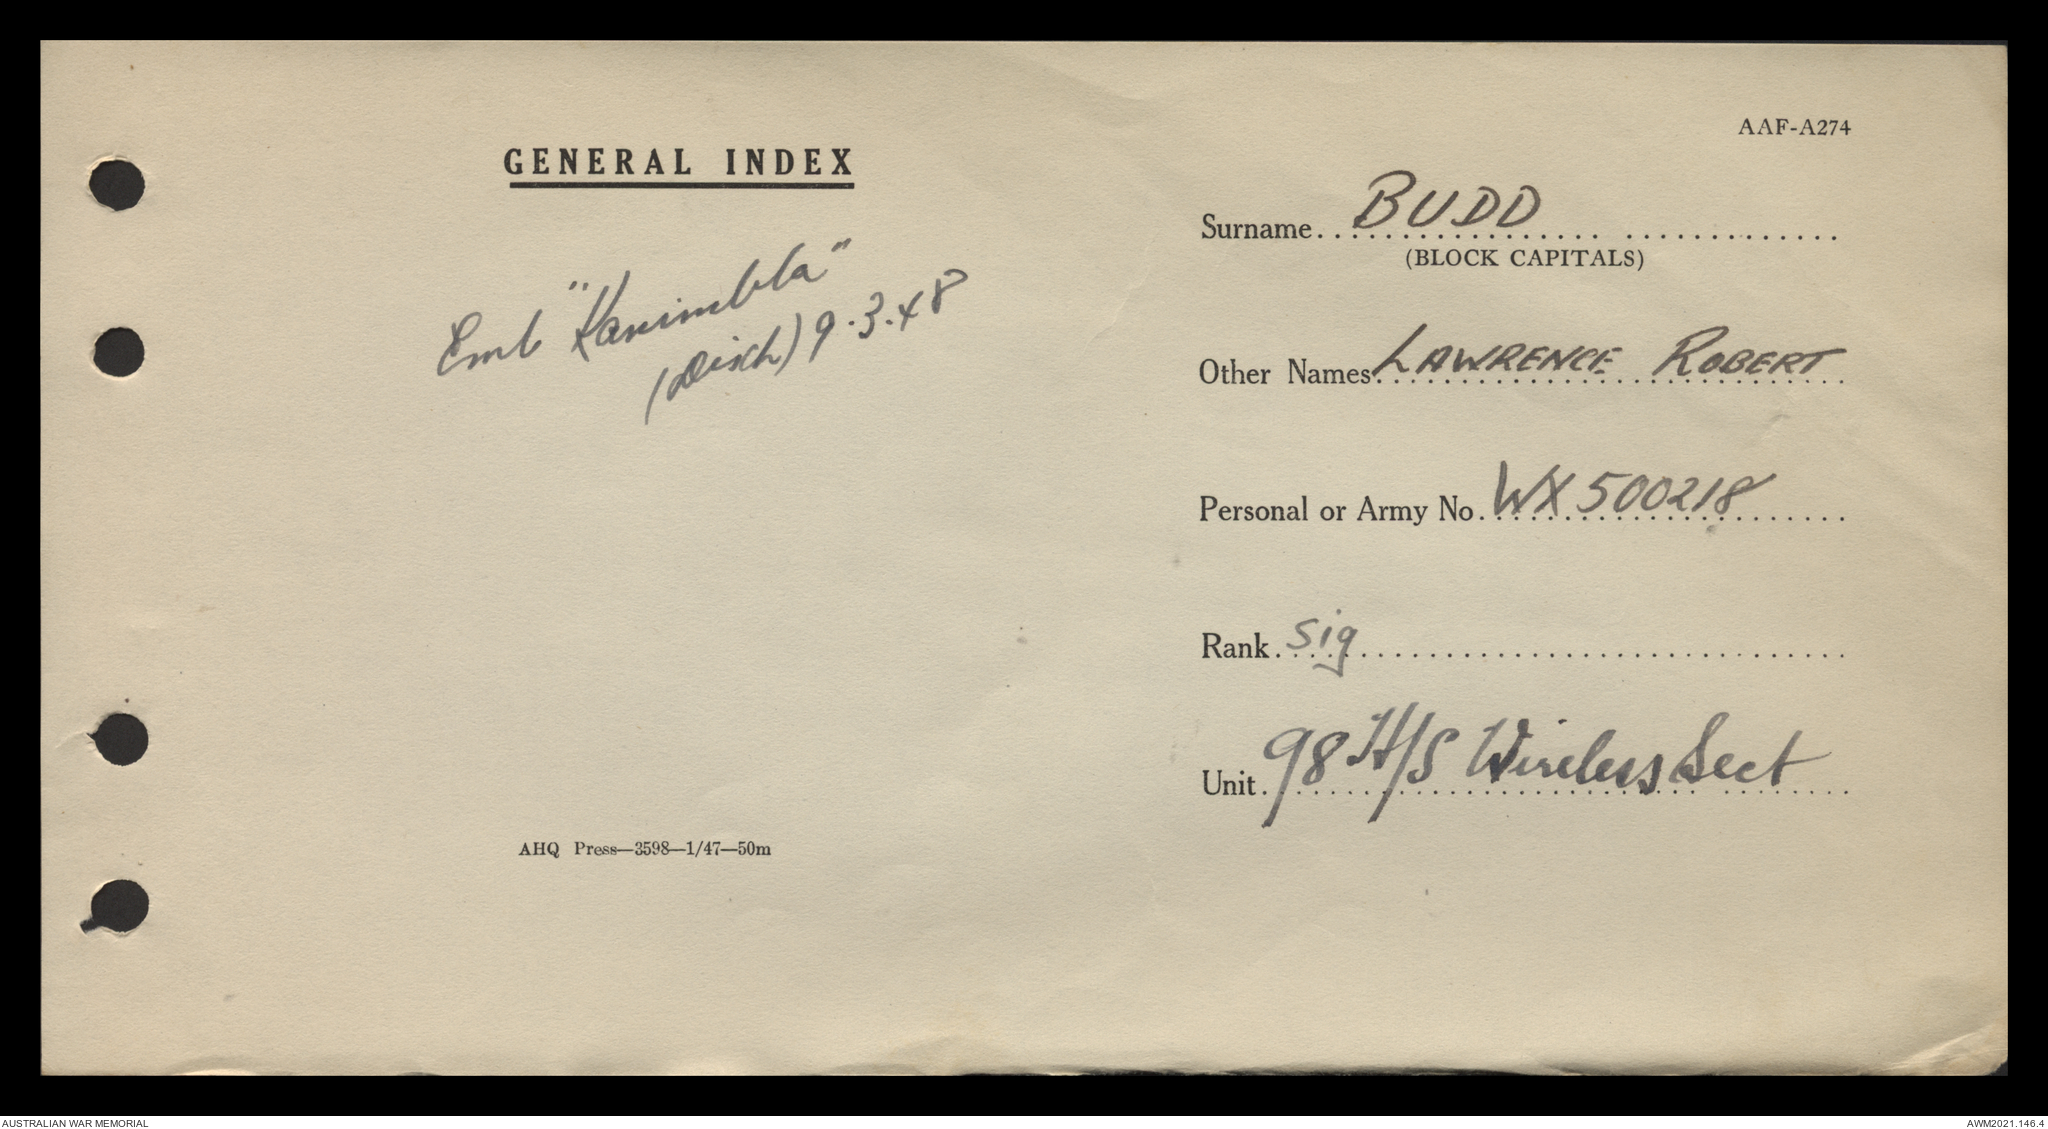 GENERAL INDEX
Emb "Kanimbla"
(Disch) 9.3.48
AHQ Press—3598—1/47—50m
AAF-A274
Surname BUDD
(BLOCK CAPITALS)
Other Names LAWRENCE ROBERT
Personal or Army No. WX500218
Rank Sig
Unit 98 H/S Wireless Sect
AUSTRALIAN WAR MEMORIAL
AWM2021.146.4